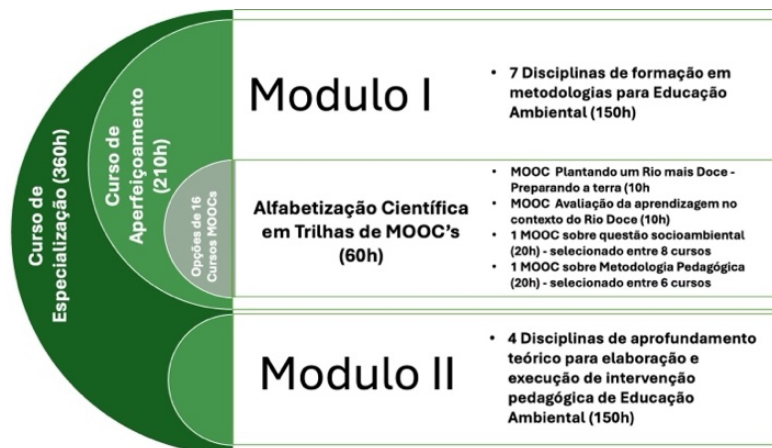 Curso de
Especialização (360h)
Curso de
Aperfeiçoamento
(210h)
Opções de 16
Cursos MOOCs
Modulo I
• 7 Disciplinas de formação em
metodologias para Educação
Ambiental (150h)
Alfabetização Científica
em Trilhas de MOOC's
(60h)
• MOOC Plantando um Rio mais Doce -
Preparando a terra (10h
• MOOC Avaliação da aprendizagem no
contexto do Rio Doce (10h)
• 1 MOOC sobre questão socioambiental
(20h) - selecionado entre 8 cursos
• 1 MOOC sobre Metodologia Pedagógica
(20h) - selecionado entre 6 cursos
Modulo II
• 4 Disciplinas de aprofundamento
teórico para elaboração e
execução de intervenção
pedagógica de Educação
Ambiental (150h)